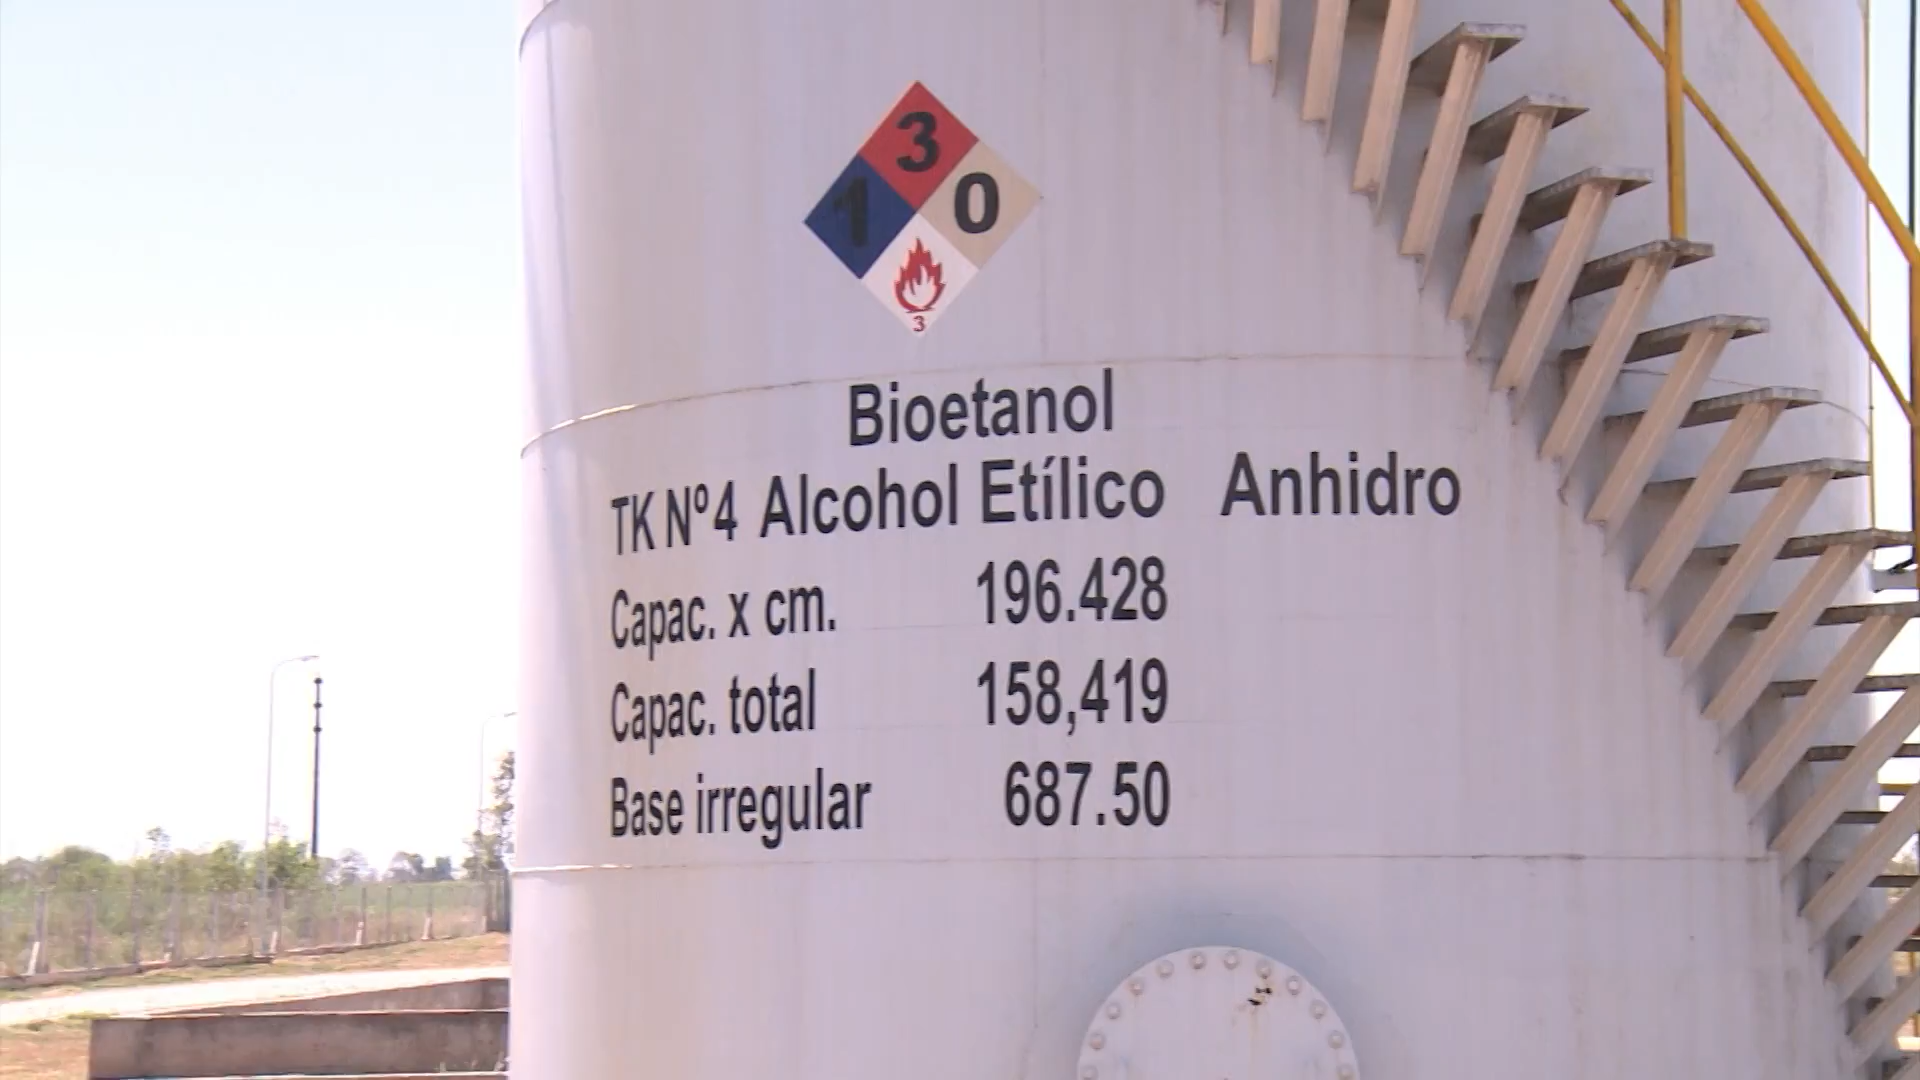 3
1 0
3
Bioetanol
TK Nº4 Alcohol Etílico Anhidro
Capac. x cm. 196.428
Capac. total 158,419
Base irregular 687.50